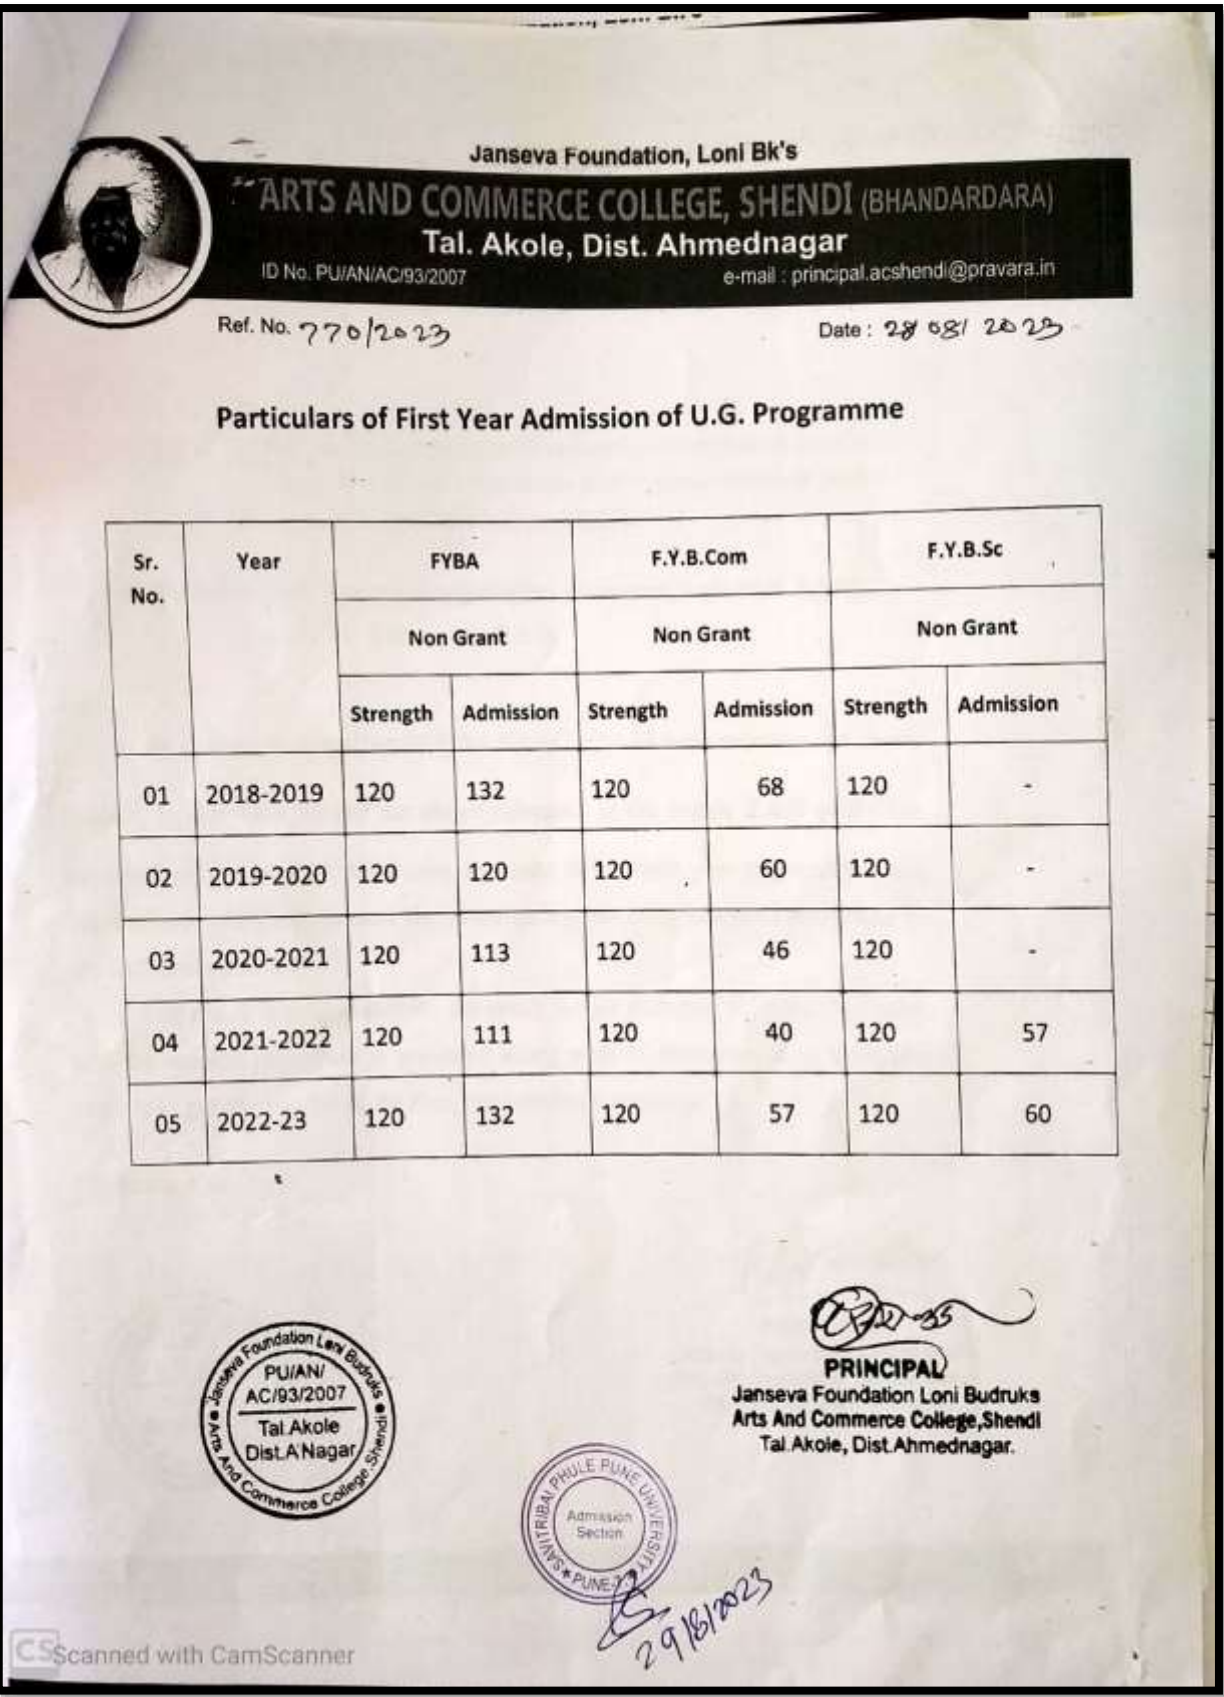 Janseva Foundation, Loni Bk's
ARTS AND COMMERCE COLLEGE, SHENDI (BHANDARDARA)
Tal. Akole, Dist. Ahmednagar
ID No. PU/AN/AC/93/2007 e-mail : principal.acshendi@pravara.in
Ref. No. 770/2023 Date : 28 08/ 2023
Particulars of First Year Admission of U.G. Programme
Sr. No. Year FYBA F.Y.B.Com F.Y.B.Sc
Non Grant Non Grant Non Grant
Strength Admission Strength Admission Strength Admission
01 2018-2019 120 132 120 68 120 -
02 2019-2020 120 120 120 60 120 -
03 2020-2021 120 113 120 46 120 -
04 2021-2022 120 111 120 40 120 57
05 2022-23 120 132 120 57 120 60
PRINCIPAL
Janseva Foundation Loni Budruks
Arts And Commerce College,Shendi
Tal.Akole, Dist.Ahmednagar.
Janseva Foundation Loni Budruks
Arts And Commerce College,Shendi
PU/AN/
AC/93/2007
Tal.Akole
Dist.A'Nagar
SAVITRIBAI PHULE PUNE UNIVERSITY
PUNE-7
Admission
Section
29/8/2023
CS Scanned with CamScanner